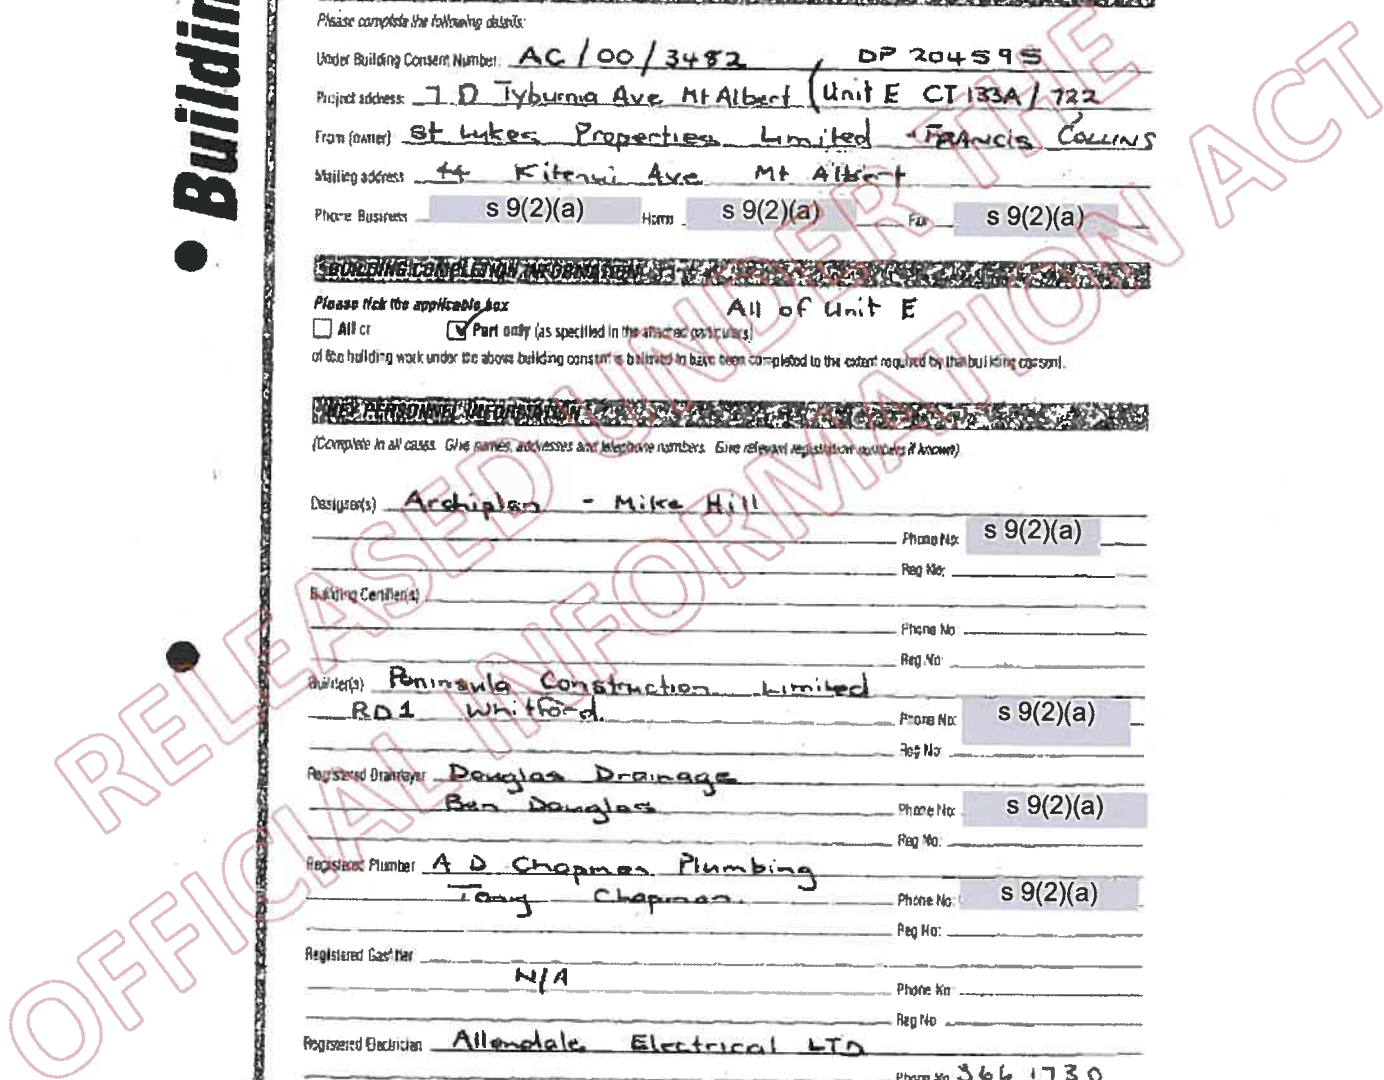 Buildin
Please complete the following details:
Under Building Consent Number: AC/00/3482 DP 204595
Project address: 7 D Tyburnia Ave Mt Albert (Unit E CT 133A/722
From (owner) St Lukes Properties Limited - FRANCIS COLLINS
Mailing address 44 Kitenui Ave Mt Albert
Phone Business s 9(2)(a) Home s 9(2)(a) Fax s 9(2)(a)
BUILDING COMPLETION INFORMATION
Please tick the applicable box All of Unit E
All or Part only (as specified in the attached particulars)
of the building work under the above building consent is believed to have been completed to the extent required by that building consent.
KEY PERSONNEL INFORMATION
(Complete in all cases. Give names, addresses and telephone numbers. Give relevant registration numbers if known)
Designer(s) Archiplan - Mike Hill
Phone No: s 9(2)(a)
Reg No:
Building Certifier(s)
Phone No
Reg No
Builder(s) Peninsula Construction Limited
RD1 Whitford. Phone No: s 9(2)(a)
Reg No
Registered Drainlayer Douglas Drainage
Ben Douglas Phone No: s 9(2)(a)
Reg No:
Registered Plumber A D Chapman Plumbing
Tony Chapman. Phone No: s 9(2)(a)
Reg No:
Registered Gasfitter
N/A Phone No
Reg No
Registered Electrician Allendale Electrical LTD
Phone No 366 1730
RELEASED UNDER THE
OFFICIAL INFORMATION ACT